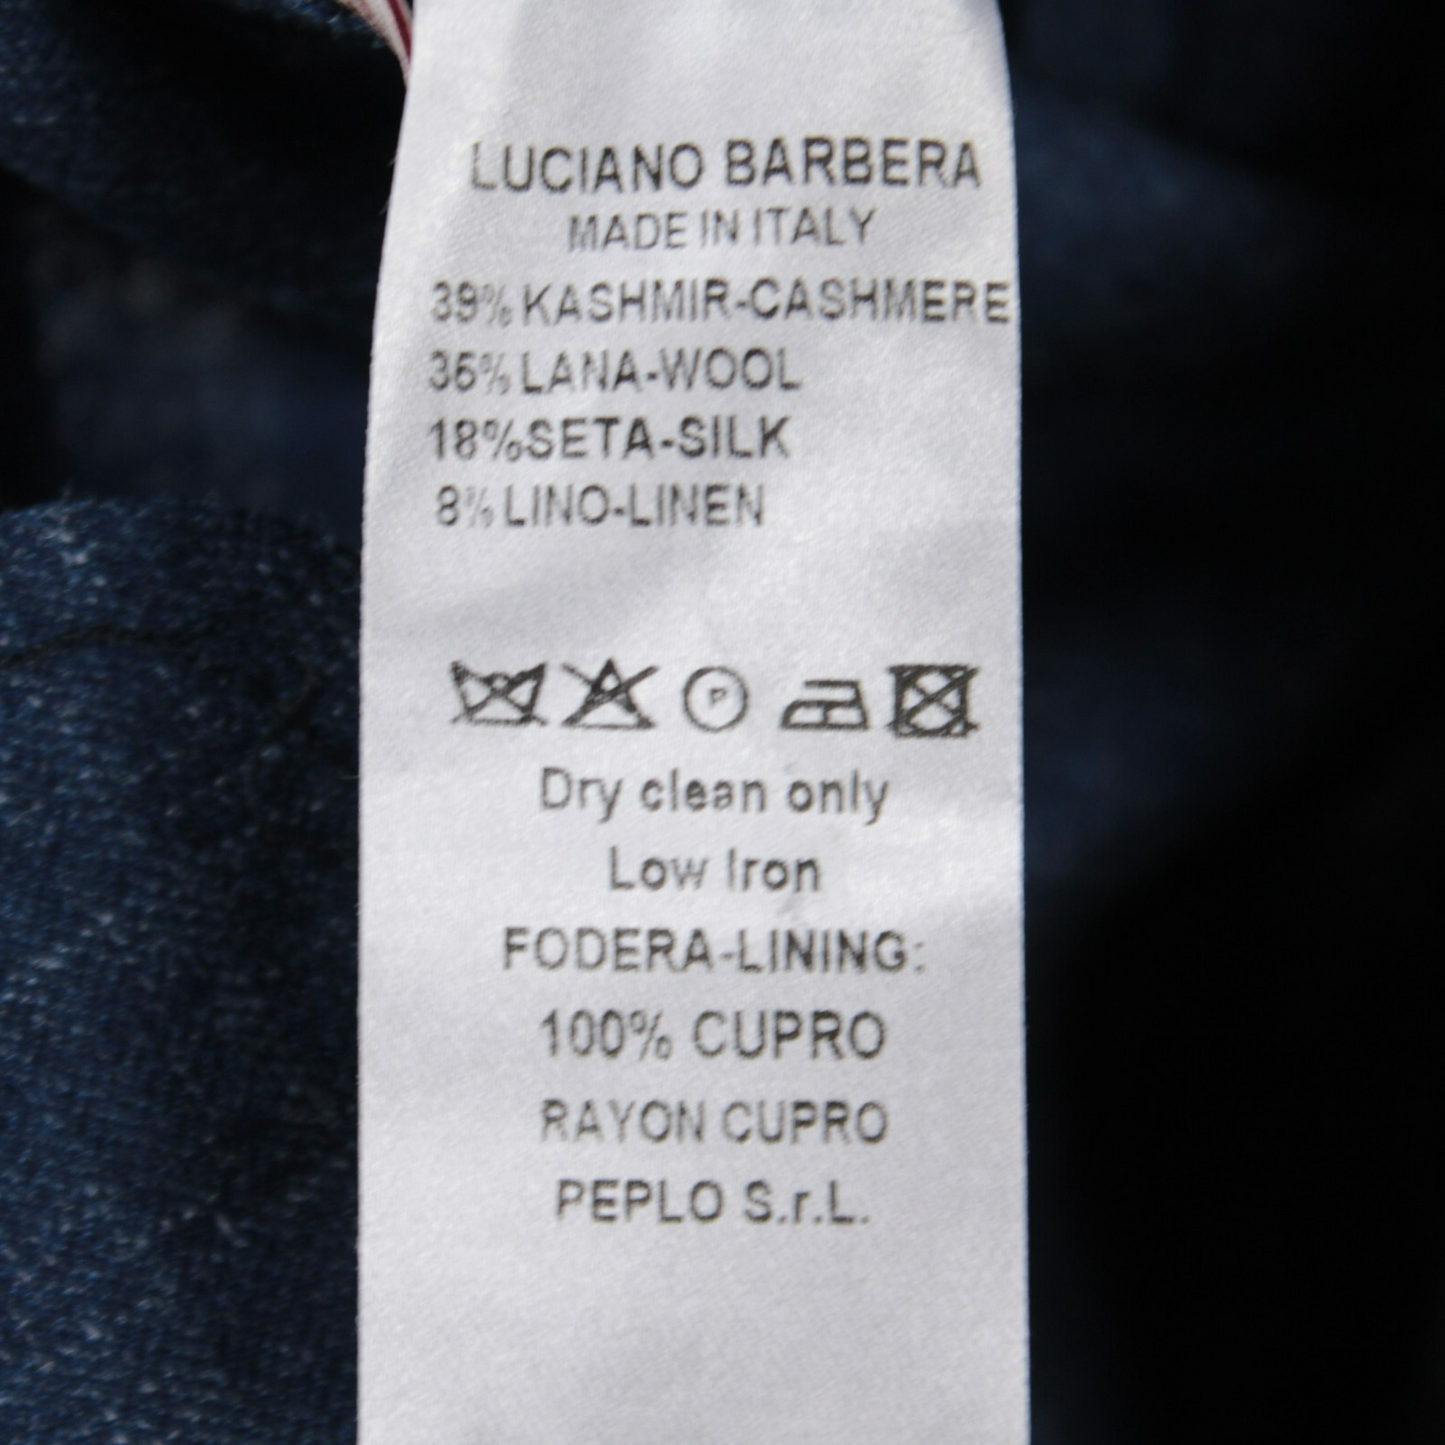 LUCIANO BARBERA
MADE IN ITALY
39% KASHMIR-CASHMERE
35% LANA-WOOL
18%SETA-SILK
8% LINO-LINEN
P
Dry clean only
Low Iron
FODERA-LINING:
100% CUPRO
RAYON CUPRO
PEPLO S.r.L.